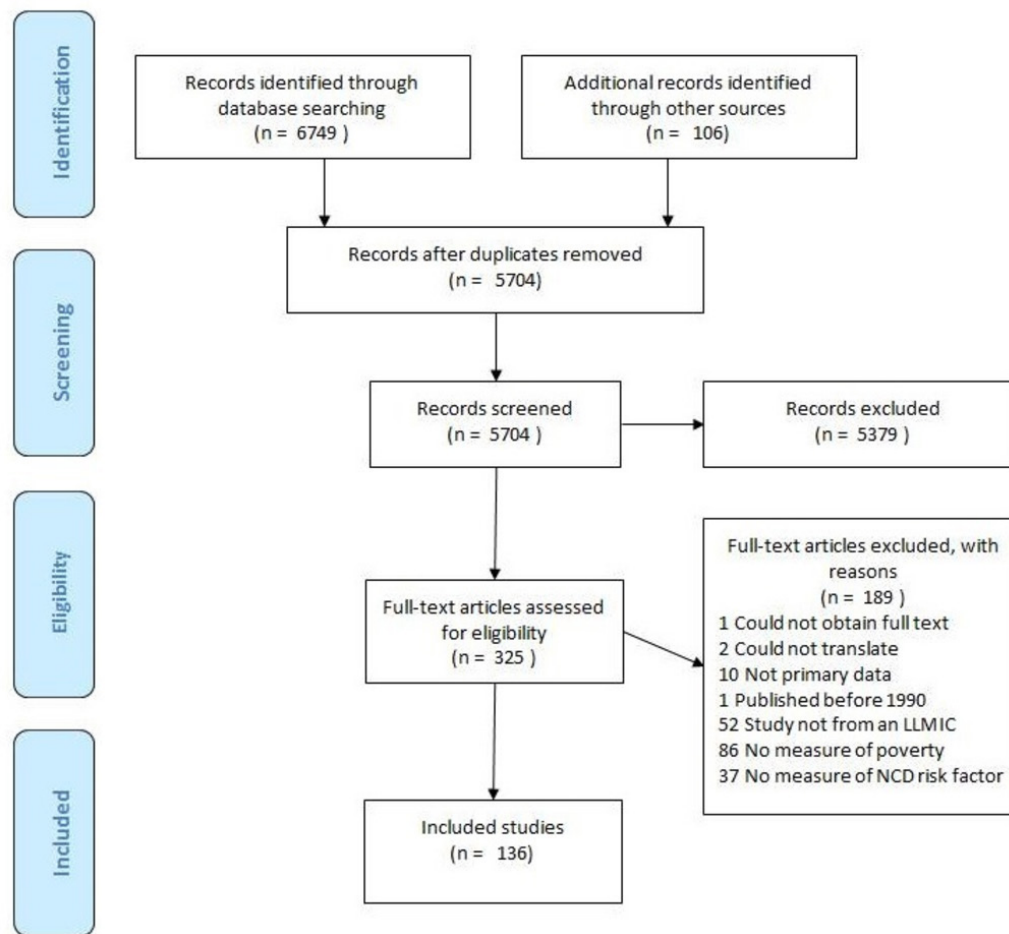 Identification
Records identified through
database searching
(n = 6749 )
Additional records identified
through other sources
(n = 106)
Screening
Records after duplicates removed
(n = 5704)
Records screened
(n = 5704 )
Records excluded
(n = 5379 )
Eligibility
Full-text articles assessed
for eligibility
(n = 325 )
Full-text articles excluded, with
reasons
(n = 189 )
1 Could not obtain full text
2 Could not translate
10 Not primary data
1 Published before 1990
52 Study not from an LLMIC
86 No measure of poverty
37 No measure of NCD risk factor
Included
Included studies
(n = 136)